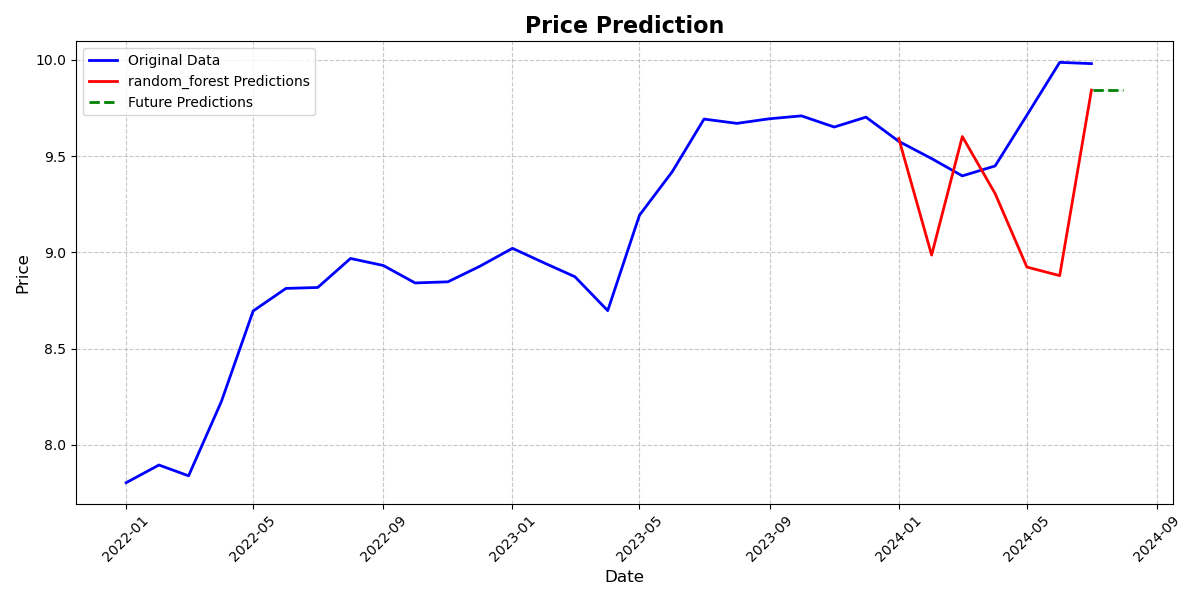 Price Prediction
Original Data
random_forest Predictions
Future Predictions
10.0
9.5
9.0
8.5
8.0
Price
2022-01
2022-05
2022-09
2023-01
2023-05
2023-09
2024-01
2024-05
2024-09
Date